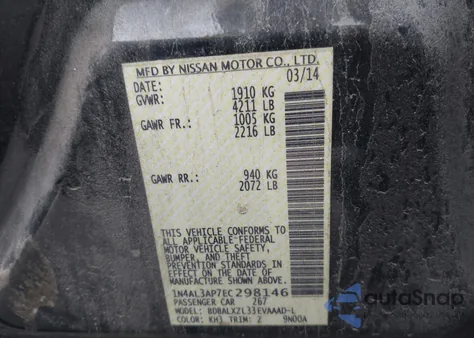 MFD BY NISSAN MOTOR CO., LTD.
DATE: 03/14
GVWR: 1910 KG
4211 LB
GAWR FR.: 1005 KG
2216 LB
GAWR RR.: 940 KG
2072 LB
THIS VEHICLE CONFORMS TO
ALL APPLICABLE FEDERAL
MOTOR VEHICLE SAFETY,
BUMPER, AND THEFT
PREVENTION STANDARDS IN
EFFECT ON THE DATE OF
MANUFACTURE SHOWN ABOVE.
1N4AL3AP7EC298146
PASSENGER CAR 267
MODEL: BDBALXZL33EVAAAD-L
COLOR: KH3 TRIM: 2 9N00A
AutoSnap